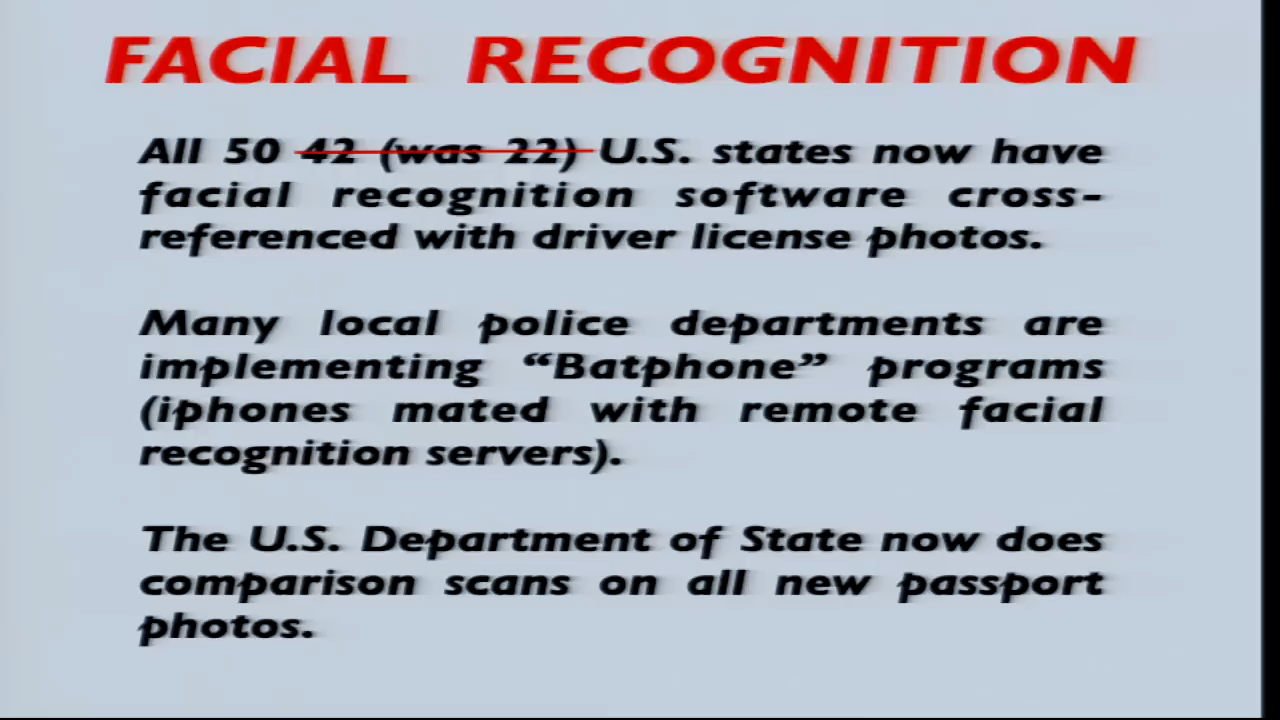 FACIAL RECOGNITION
All 50 42 (was 22) U.S. states now have
facial recognition software cross-
referenced with driver license photos.
Many local police departments are
implementing “Batphone” programs
(iphones mated with remote facial
recognition servers).
The U.S. Department of State now does
comparison scans on all new passport
photos.